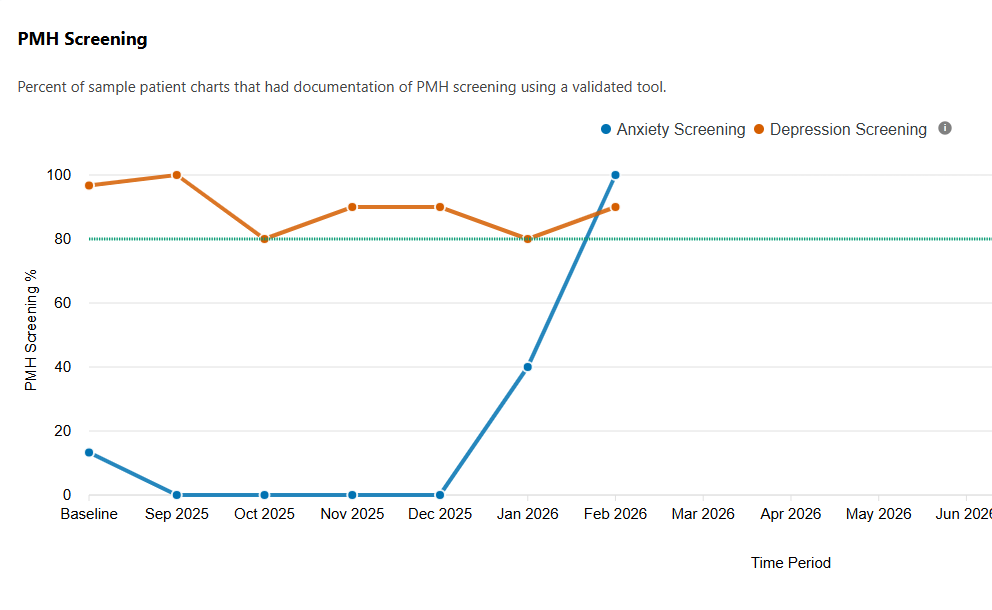 PMH Screening
Percent of sample patient charts that had documentation of PMH screening using a validated tool.
Anxiety Screening Depression Screening i
100
80
60
40
20
0
PMH Screening %
Baseline Sep 2025 Oct 2025 Nov 2025 Dec 2025 Jan 2026 Feb 2026 Mar 2026 Apr 2026 May 2026 Jun 2026
Time Period